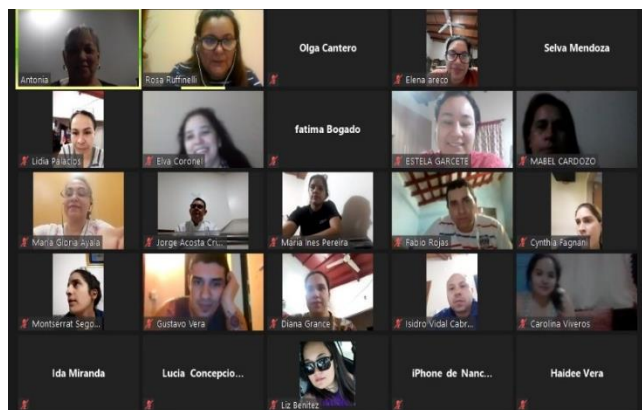 Antonia
Rosa Ruffinelli
Olga Cantero
Elena areco
Selva Mendoza
Lidia Palacios
Elva Coronel
fatima Bogado
ESTELA GARCETE
MABEL CARDOZO
Maria Gloria Ayala
Jorge Acosta Cri...
Maria Ines Pereira
Fabio Rojas
Cynthia Fagnani
Montserrat Sego...
Gustavo Vera
Diana Grance
Isidro Vidal Cabr...
Carolina Viveros
Ida Miranda
Lucia Concepcio...
Liz Benitez
iPhone de Nanc...
Haidee Vera